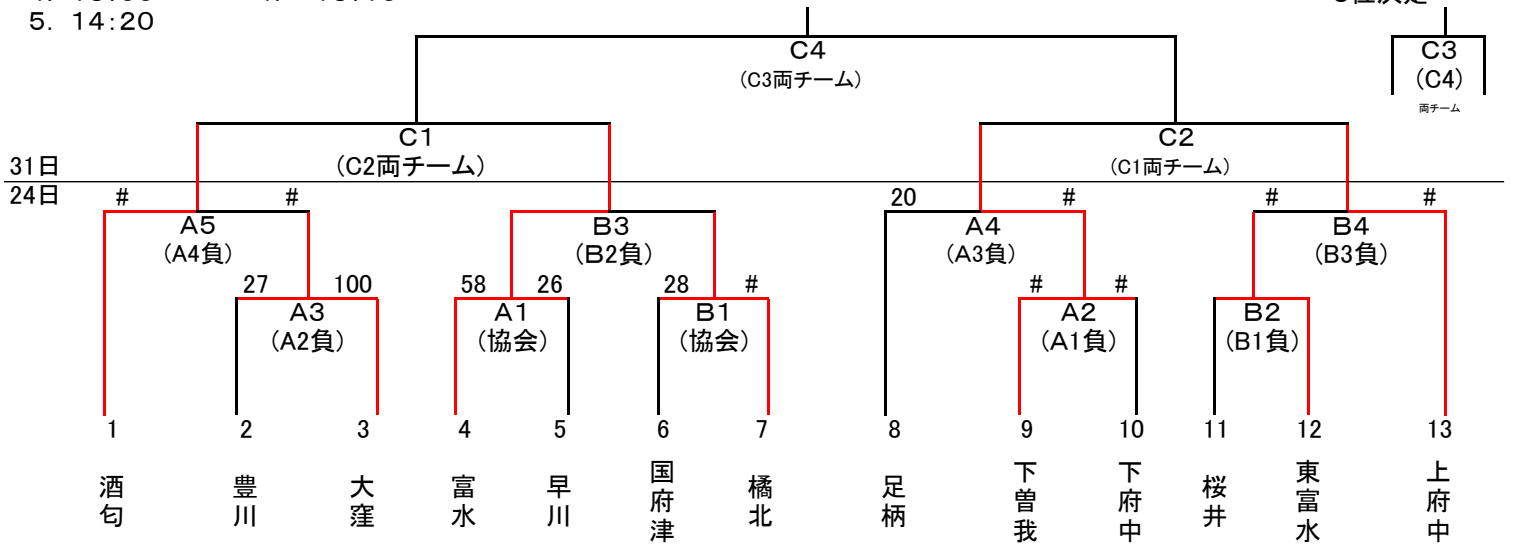 5. 14:20
C4
(C3両チーム)
C3
(C4)
両チーム
C1
(C2両チーム)
C2
(C1両チーム)
31日
24日
# # 20 # # #
A5 B3 A4 B4
(A4負) (B2負) (A3負) (B3負)
27 100 58 26 28 # # #
A3 A1 B1 A2 B2
(A2負) (協会) (協会) (A1負) (B1負)
1 2 3 4 5 6 7 8 9 10 11 12 13
酒匂 豊川 大窪 富水 早川 国府津 橘北 足柄 下曽我 下府中 桜井 東富水 上府中